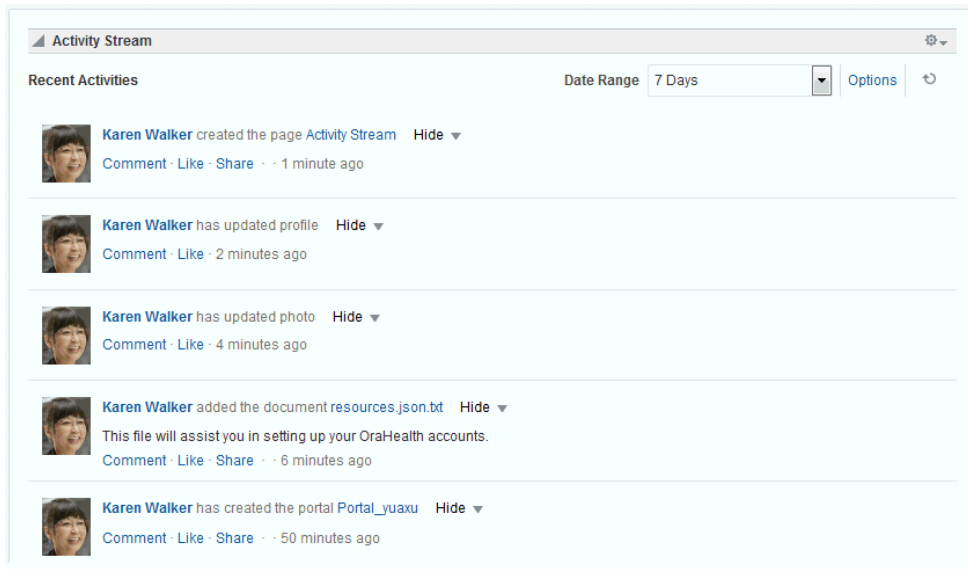 Activity Stream
Recent Activities Date Range 7 Days Options
Karen Walker created the page Activity Stream Hide
Comment · Like · Share · · 1 minute ago
Karen Walker has updated profile Hide
Comment · Like · 2 minutes ago
Karen Walker has updated photo Hide
Comment · Like · 4 minutes ago
Karen Walker added the document resources.json.txt Hide
This file will assist you in setting up your OraHealth accounts.
Comment · Like · Share · · 6 minutes ago
Karen Walker has created the portal Portal_yuaxu Hide
Comment · Like · Share · · 50 minutes ago